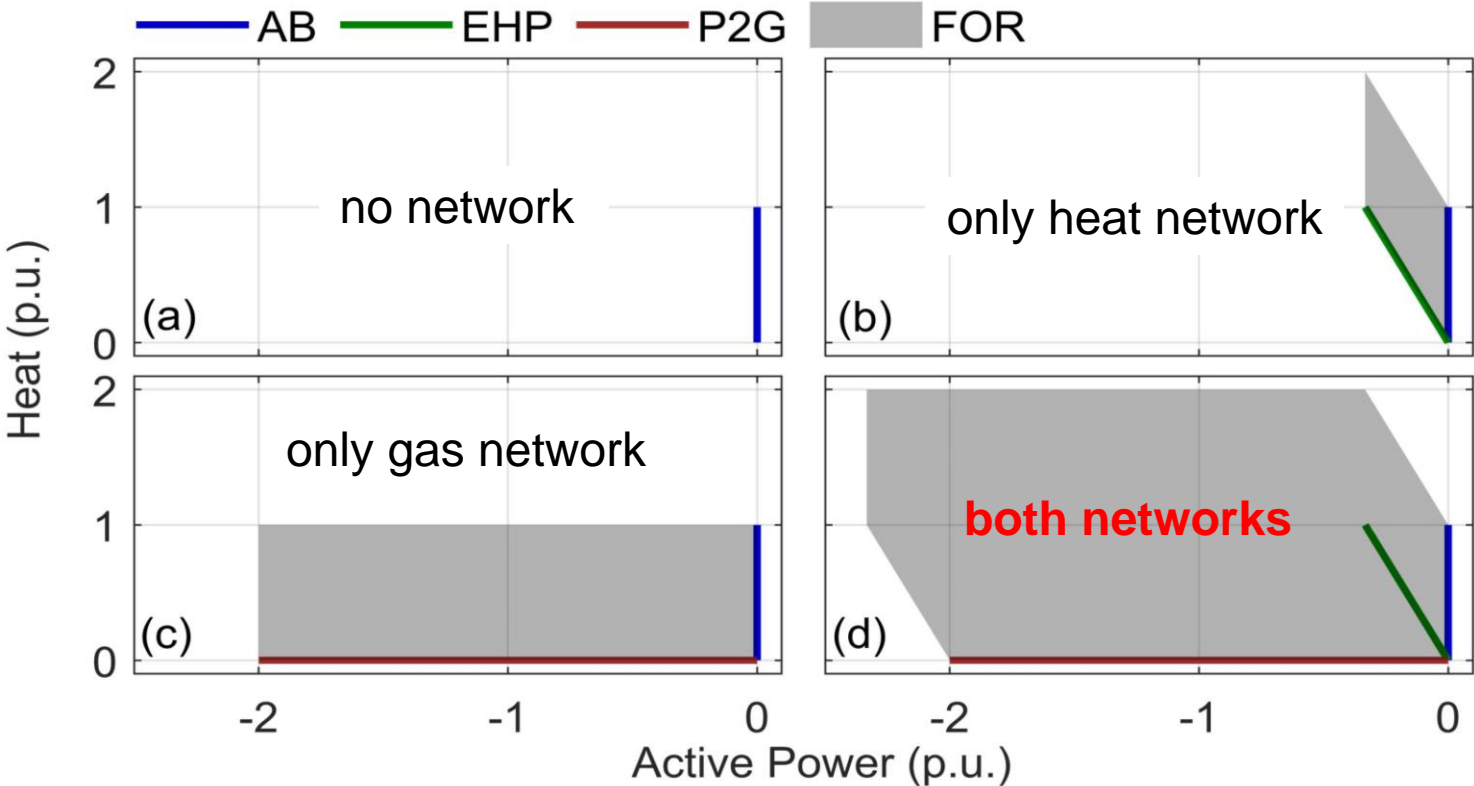 AB EHP P2G FOR
Heat (p.u.)
2
1
0
no network
(a)
only heat network
(b)
2
1
0
only gas network
(c)
both networks
(d)
-2 -1 0
-2 -1 0
Active Power (p.u.)